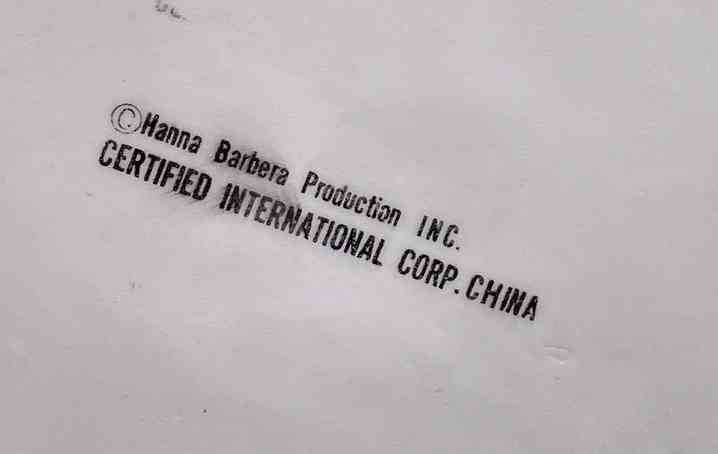 ©Hanna Barbera Production INC.
CERTIFIED INTERNATIONAL CORP. CHINA